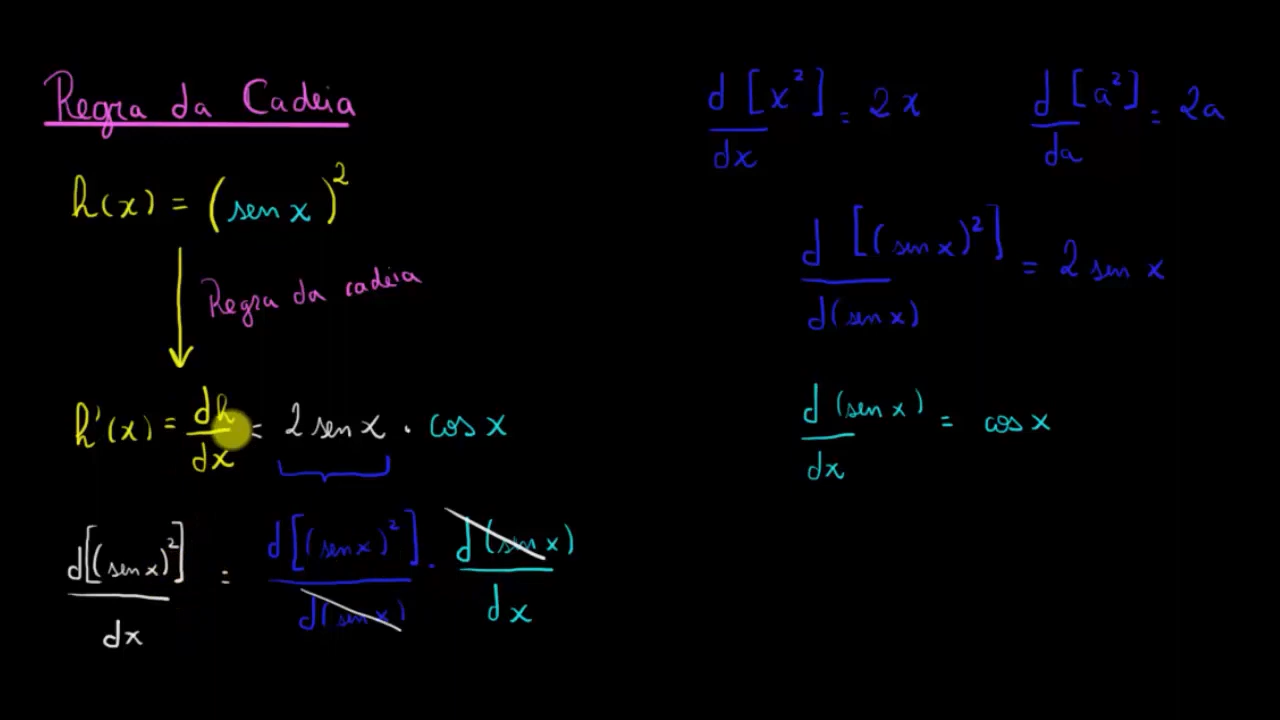 Regra da Cadeia
h(x) = (sen x)²
Regra da cadeia
h'(x) = dh/dx = 2 sen x . cos x
d[(sen x)²]/dx = d[(sen x)²]/d(sen x) . d(sen x)/dx
d[x²]/dx = 2x
d[a²]/da = 2a
d[(sen x)²]/d(sen x) = 2 sen x
d(sen x)/dx = cos x